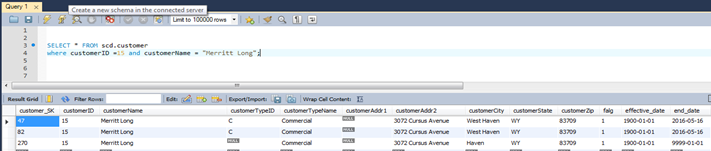 Query 1
Create a new schema in the connected server
Limit to 100000 rows
1
2
3 SELECT * FROM scd.customer
4 where customerID =15 and customerName = "Merritt Long";
5
6
7
Result Grid Filter Rows: Edit: Export/Import: Wrap Cell Content:
customer_SK customerID customerName customerTypeID customerTypeName customerAddr1 customerAddr2 customerCity customerState customerZip falg effective_date end_date
47 15 Merritt Long C Commercial NULL 3072 Cursus Avenue West Haven WY 83709 1 1900-01-01 2016-05-16
82 15 Merritt Long C Commercial NULL 3072 Cursus Avenue West Haven WY 83709 1 1900-01-01 2016-05-16
270 15 Merritt Long C Commercial NULL 3072 Cursus Avenue Haven WY 83709 1 1900-01-01 9999-01-01